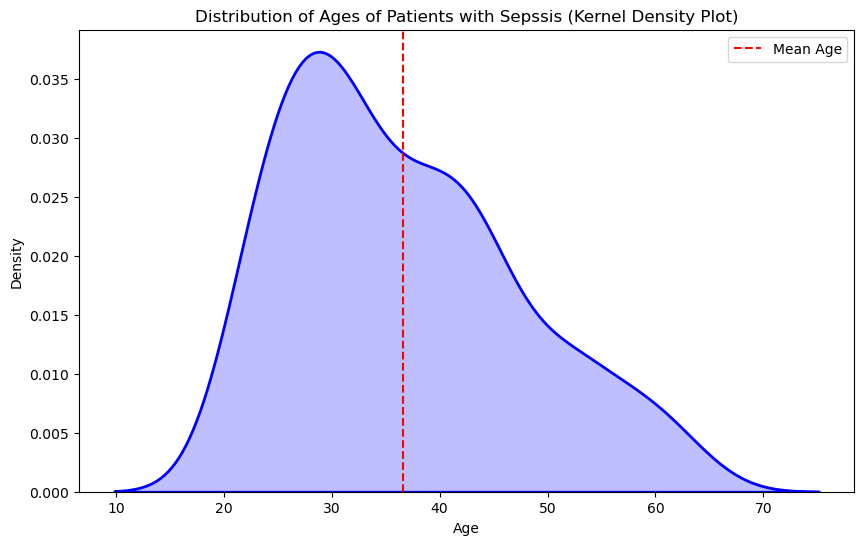 Distribution of Ages of Patients with Sepssis (Kernel Density Plot)
Mean Age
0.035
0.030
0.025
0.020
0.015
0.010
0.005
0.000
Density
10 20 30 40 50 60 70
Age